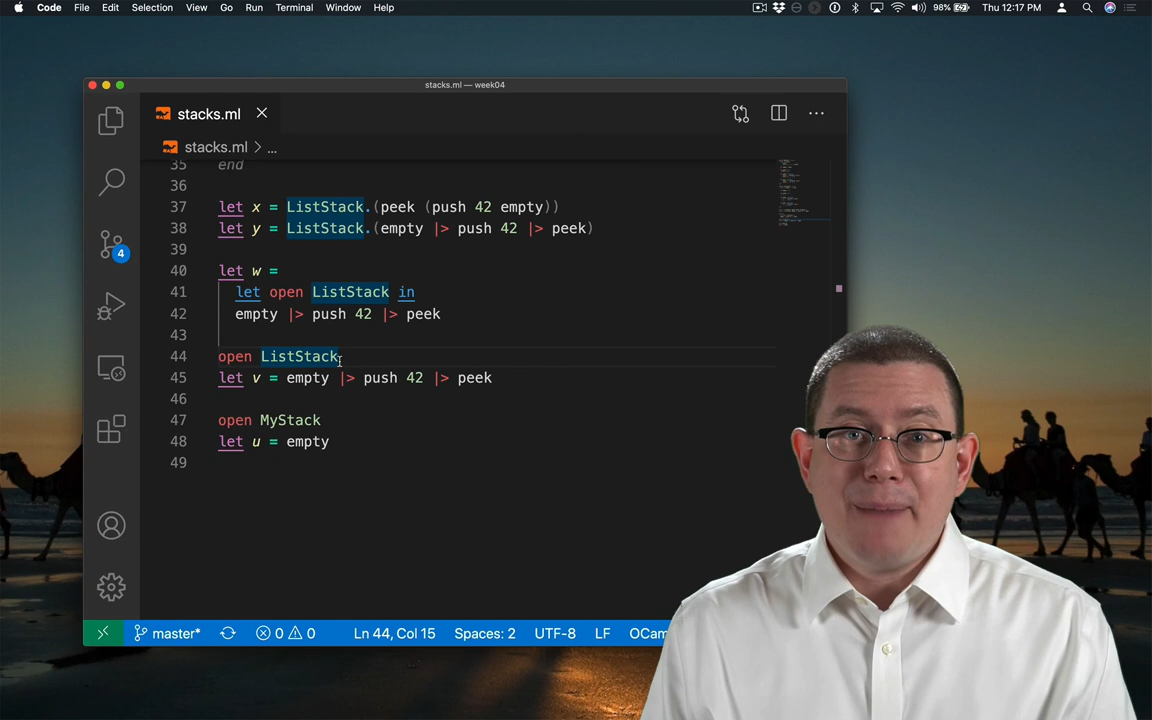 Code File Edit Selection View Go Run Terminal Window Help 98% Thu 12:17 PM
stacks.ml — week04
stacks.ml
stacks.ml > ...
35 end
36
37 let x = ListStack.(peek (push 42 empty))
38 let y = ListStack.(empty |> push 42 |> peek)
39
40 let w =
41 let open ListStack in
42 empty |> push 42 |> peek
43
44 open ListStack
45 let v = empty |> push 42 |> peek
46
47 open MyStack
48 let u = empty
49
4
master* 0 0 Ln 44, Col 15 Spaces: 2 UTF-8 LF OCam